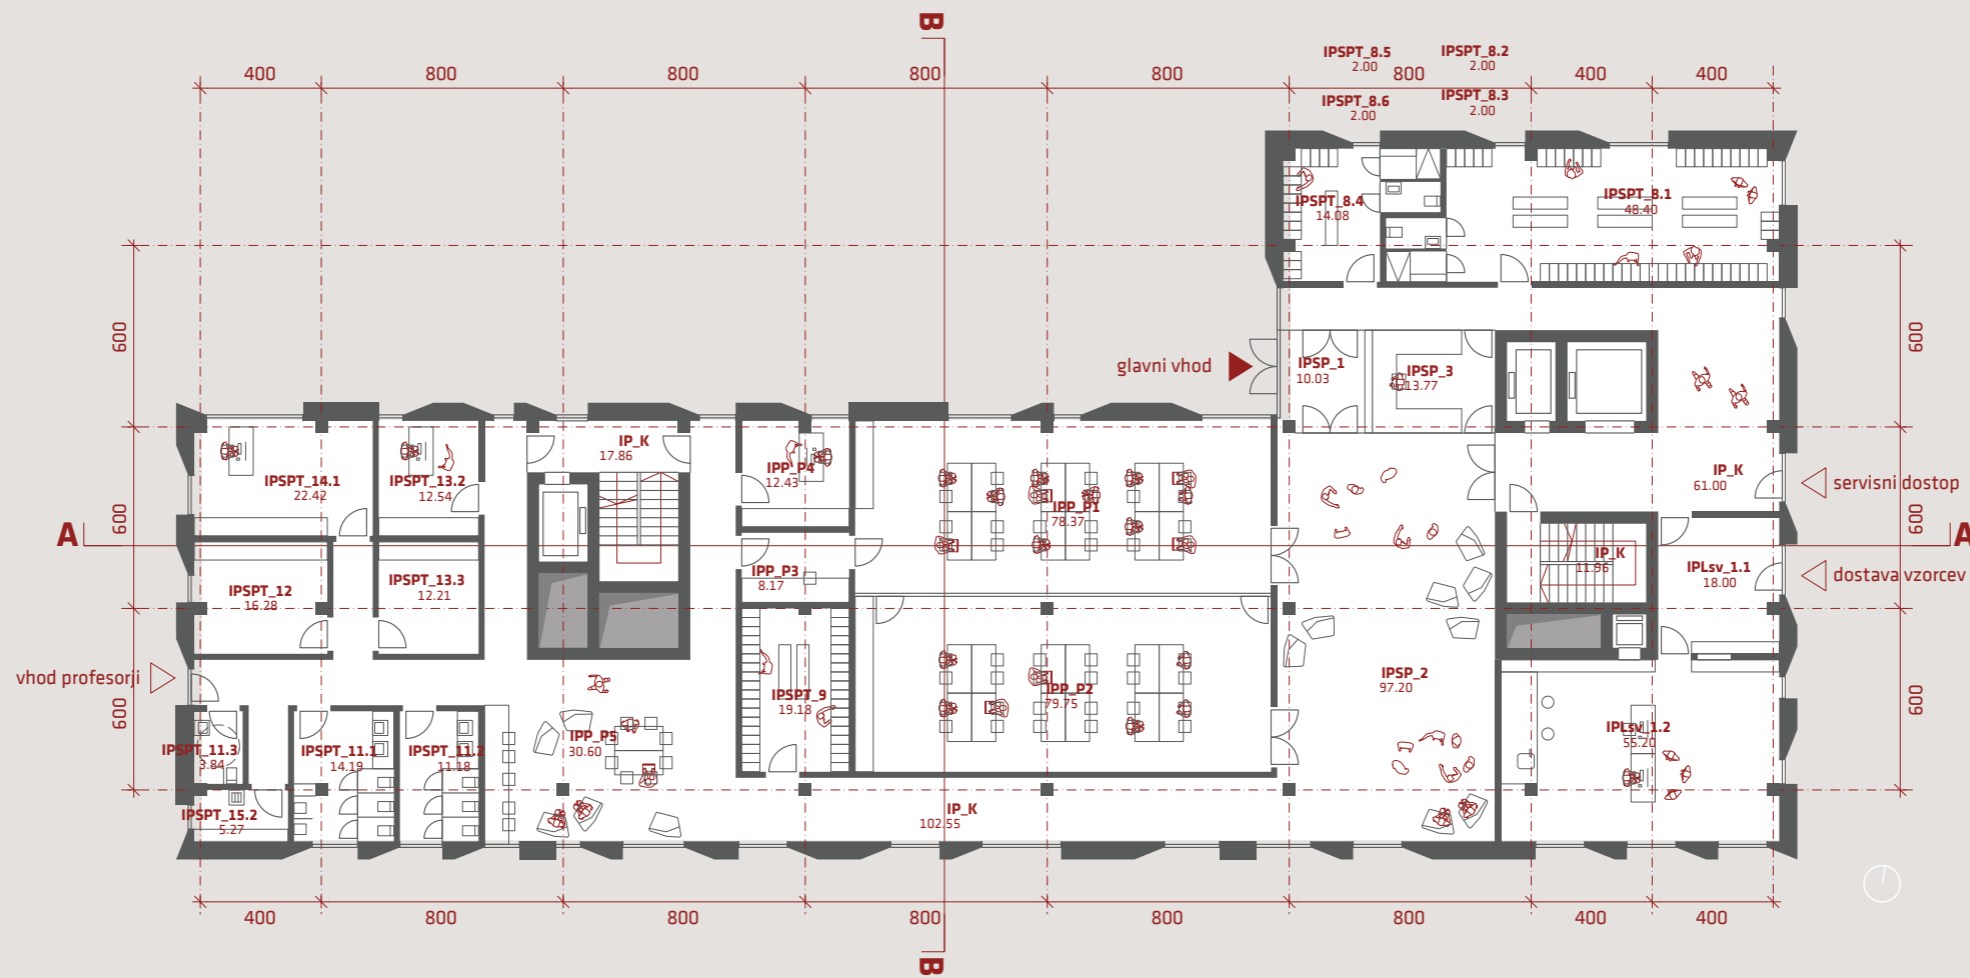 B
IPSPT_8.5
2.00
IPSPT_8.2
2.00
400
800
800
800
800
800
400
400
IPSPT_8.6
2.00
IPSPT_8.3
2.00
IPSPT_8.4
14.08
IPSPT_8.1
48.40
600
600
glavni vhod
IPSP_1
10.03
IPSP_3
13.77
IP_K
17.86
IPSPT_14.1
22.42
IPSPT_13.2
12.54
IPP_P4
12.43
IPP_P1
78.37
IP_K
61.00
servisni dostop
600
600
A
A
IP_K
11.96
IPSPT_12
16.28
IPSPT_13.3
12.21
IPP_P3
8.17
IPLsv_1.1
18.00
dostava vzorcev
vhod profesorji
600
600
IPSPT_9
19.18
IPP_P2
79.75
IPSP_2
97.20
IPSPT_11.3
3.84
IPSPT_11.1
14.19
IPSPT_11.2
11.18
IPP_P5
30.60
IPLsv_1.2
55.20
IPSPT_15.2
5.27
IP_K
102.55
400
800
800
800
800
800
400
400
B